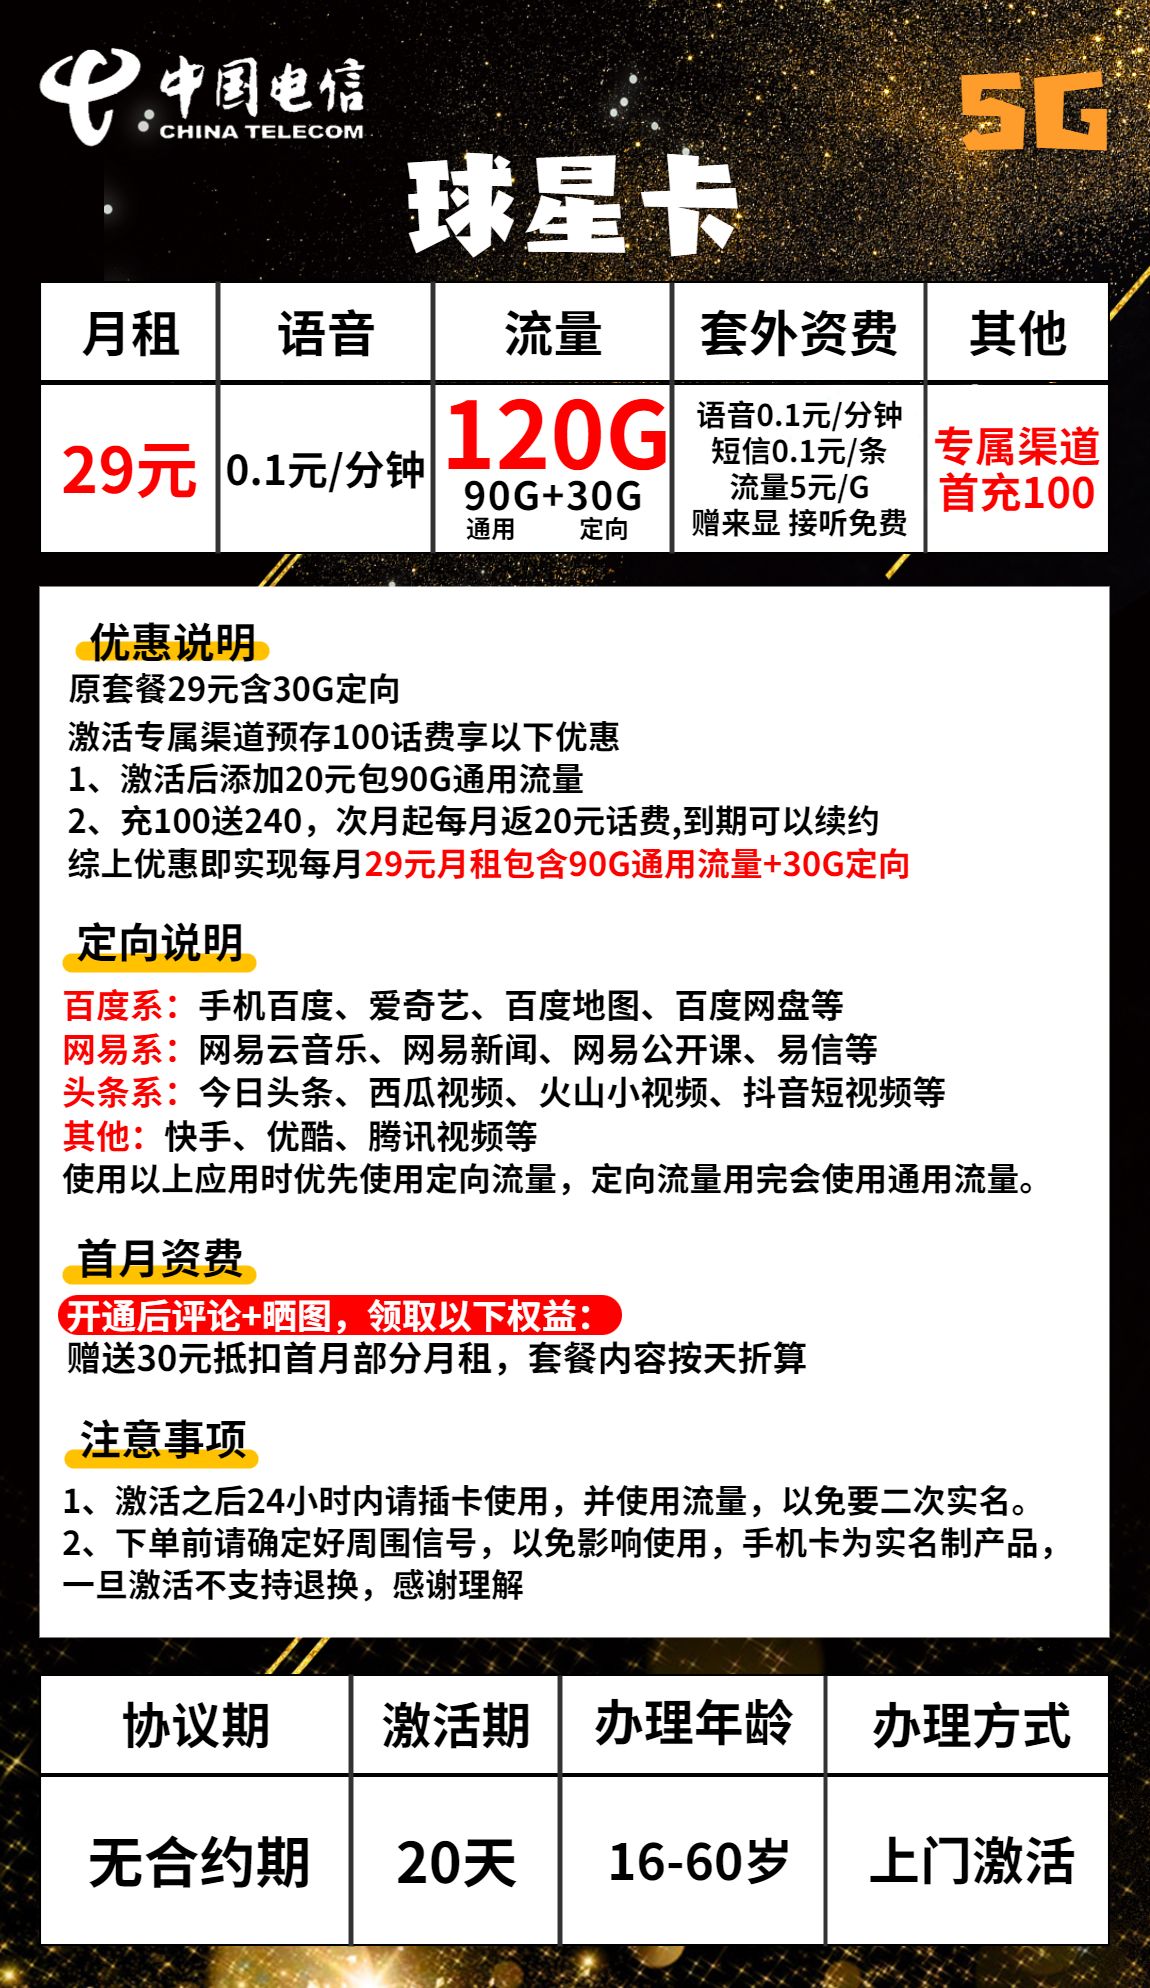 中国电信
CHINA TELECOM
5G
球星卡
月租
语音
流量
套外资费
其他
29元
0.1元/分钟
120G
90G+30G
通用 定向
语音0.1元/分钟
短信0.1元/条
流量5元/G
赠来显 接听免费
专属渠道
首充100
优惠说明
原套餐29元含30G定向
激活专属渠道预存100话费享以下优惠
1、激活后添加20元包90G通用流量
2、充100送240，次月起每月返20元话费,到期可以续约
综上优惠即实现每月29元月租包含90G通用流量+30G定向
定向说明
百度系：手机百度、爱奇艺、百度地图、百度网盘等
网易系：网易云音乐、网易新闻、网易公开课、易信等
头条系：今日头条、西瓜视频、火山小视频、抖音短视频等
其他：快手、优酷、腾讯视频等
使用以上应用时优先使用定向流量，定向流量用完会使用通用流量。
首月资费
开通后评论+晒图，领取以下权益：
赠送30元抵扣首月部分月租，套餐内容按天折算
注意事项
1、激活之后24小时内请插卡使用，并使用流量，以免要二次实名。
2、下单前请确定好周围信号，以免影响使用，手机卡为实名制产品，
一旦激活不支持退换，感谢理解
协议期
激活期
办理年龄
办理方式
无合约期
20天
16-60岁
上门激活